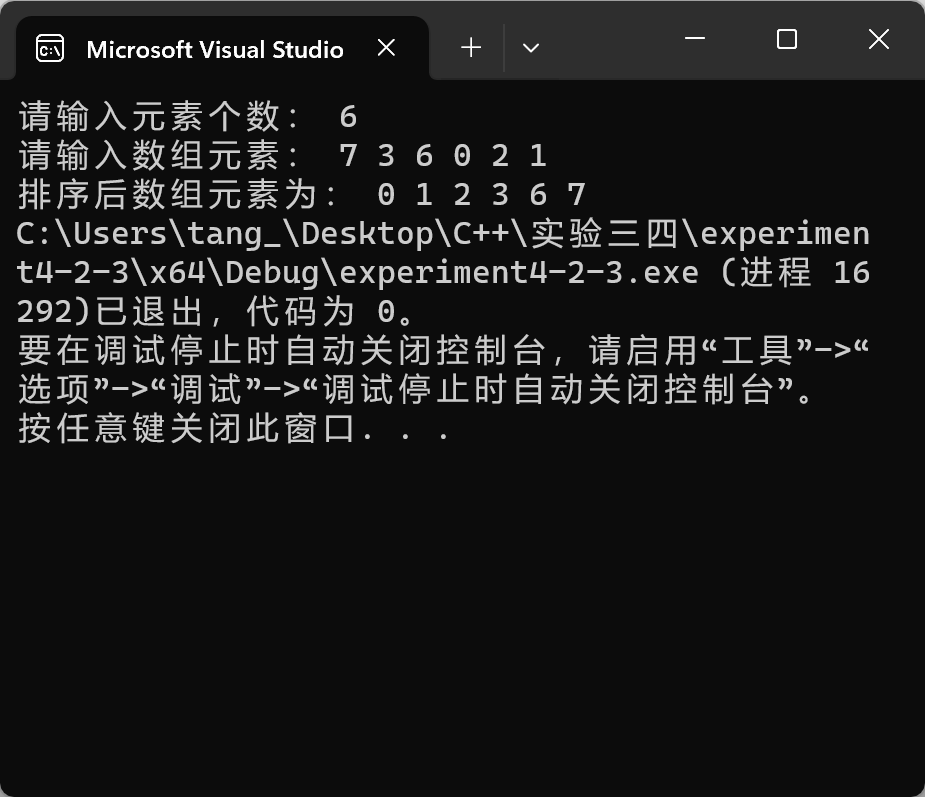 Microsoft Visual Studio
请输入元素个数： 6
请输入数组元素： 7 3 6 0 2 1
排序后数组元素为： 0 1 2 3 6 7
C:\Users\tang_\Desktop\C++\实验三四\experimen
t4-2-3\x64\Debug\experiment4-2-3.exe (进程 16
292)已退出，代码为 0。
要在调试停止时自动关闭控制台，请启用“工具”->“
选项”->“调试”->“调试停止时自动关闭控制台”。
按任意键关闭此窗口. . .